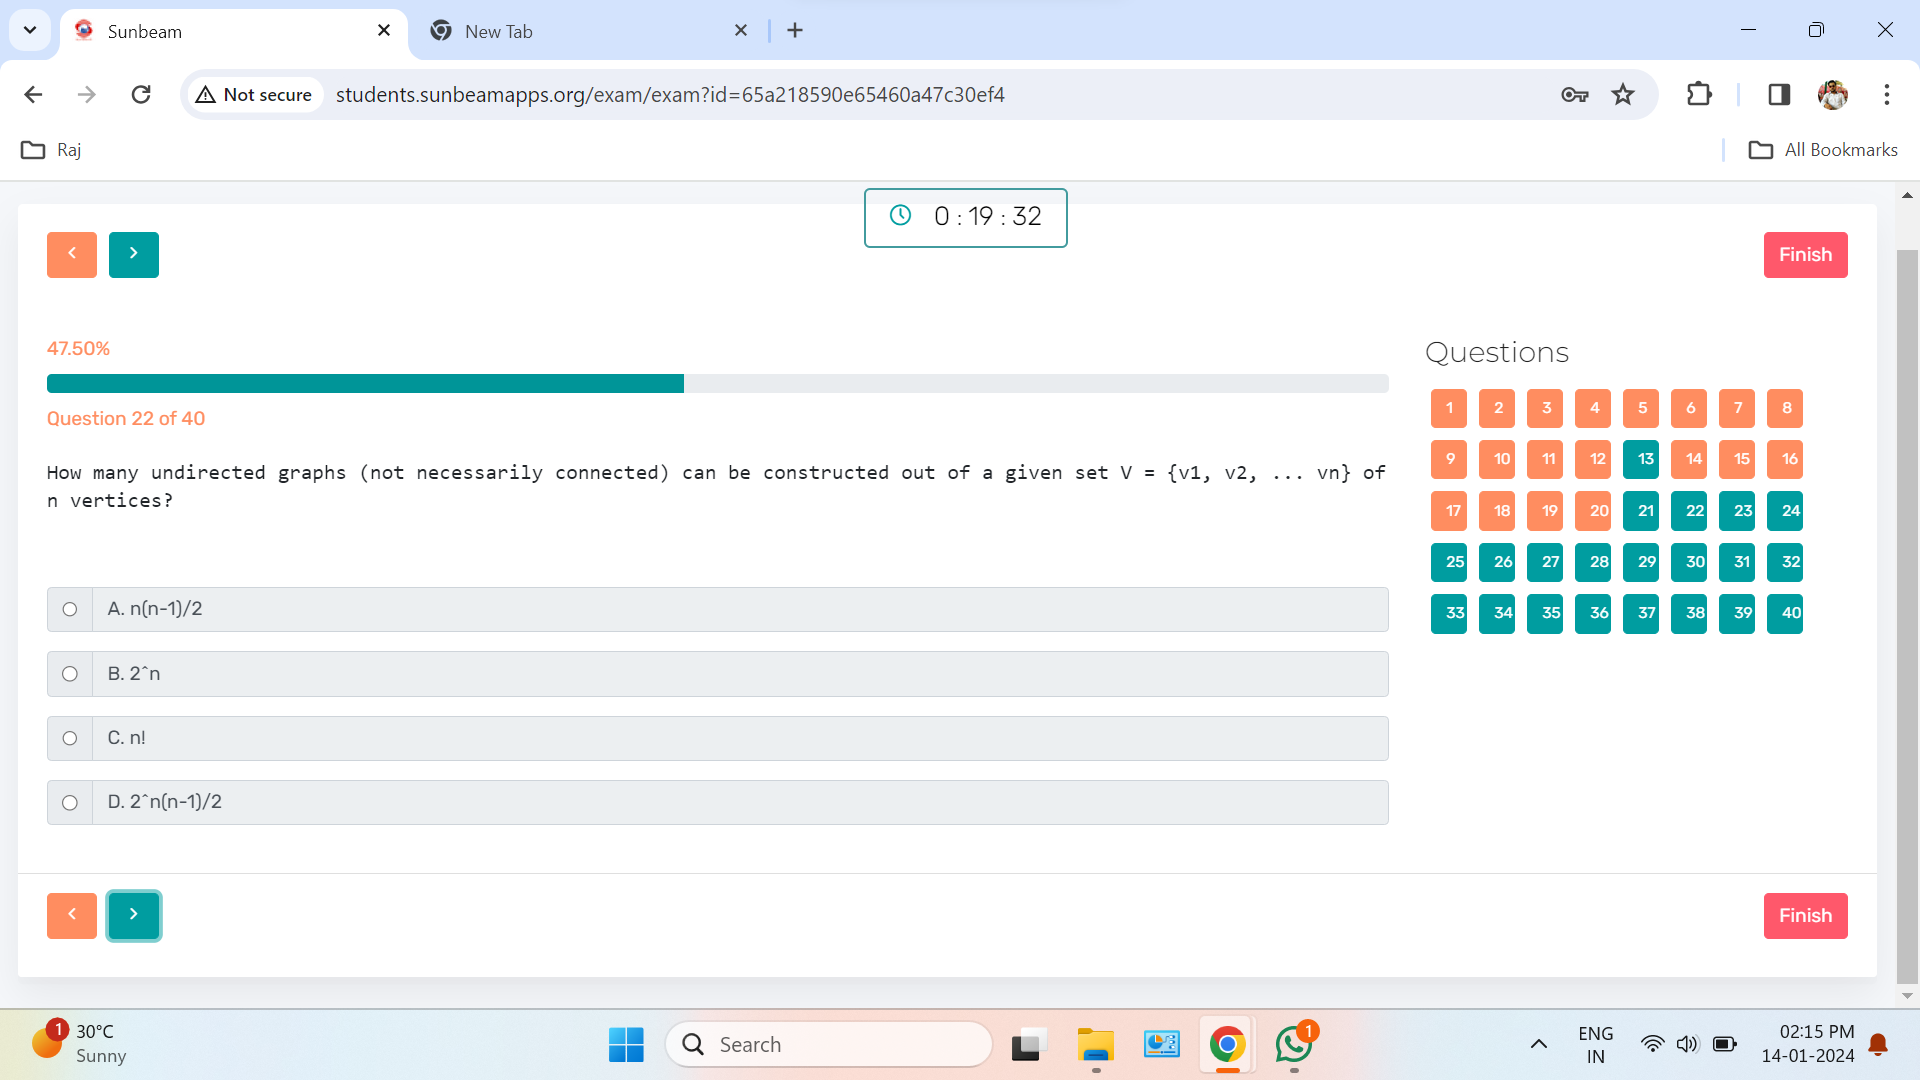 Sunbeam
New Tab
Not secure
students.sunbeamapps.org/exam/exam?id=65a218590e65460a47c30ef4
Raj
All Bookmarks
0 : 19 : 32
Finish
47.50%
Question 22 of 40
How many undirected graphs (not necessarily connected) can be constructed out of a given set V = {v1, v2, ... vn} of
n vertices?
A. n(n-1)/2
B. 2^n
C. n!
D. 2^n(n-1)/2
Questions
1 2 3 4 5 6 7 8
9 10 11 12 13 14 15 16
17 18 19 20 21 22 23 24
25 26 27 28 29 30 31 32
33 34 35 36 37 38 39 40
Finish
1
30°C
Sunny
Search
1
ENG
IN
02:15 PM
14-01-2024